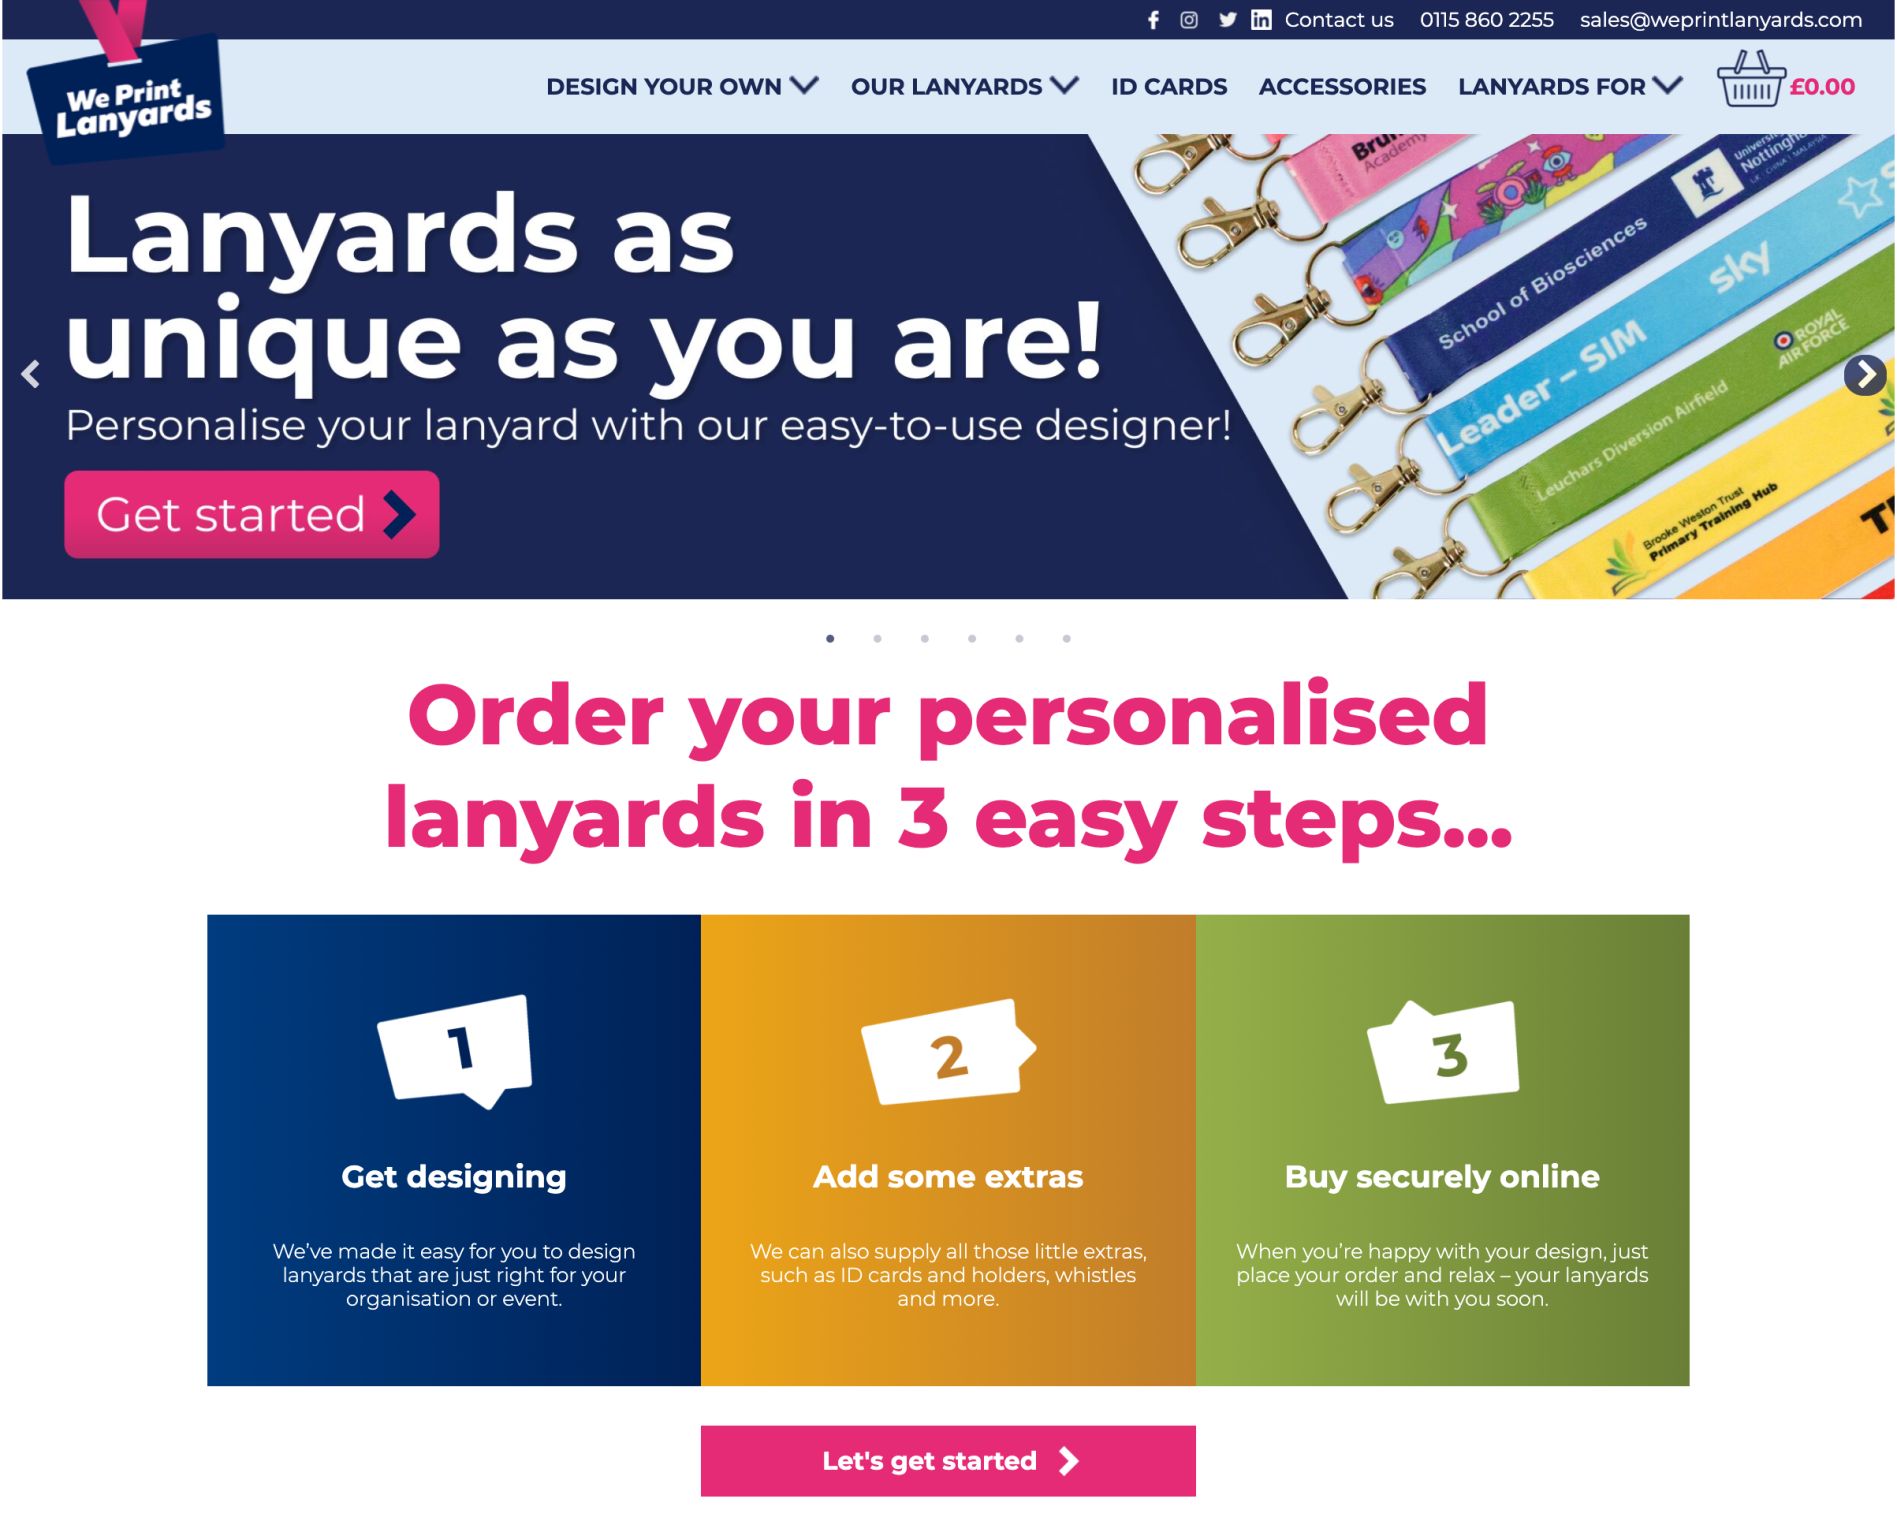 Contact us 0115 860 2255 sales@weprintlanyards.com
We Print
Lanyards
DESIGN YOUR OWN OUR LANYARDS ID CARDS ACCESSORIES LANYARDS FOR £0.00
Lanyards as
unique as you are!
Personalise your lanyard with our easy-to-use designer!
Get started
Academy
School of Biosciences
Leader – SIM
sky
Leuchars Diversion Airfield
ROYAL
AIR FORCE
Brooke Weston Trust
Primary Training Hub
Order your personalised
lanyards in 3 easy steps...
1
Get designing
We've made it easy for you to design
lanyards that are just right for your
organisation or event.
2
Add some extras
We can also supply all those little extras,
such as ID cards and holders, whistles
and more.
3
Buy securely online
When you're happy with your design, just
place your order and relax – your lanyards
will be with you soon.
Let's get started